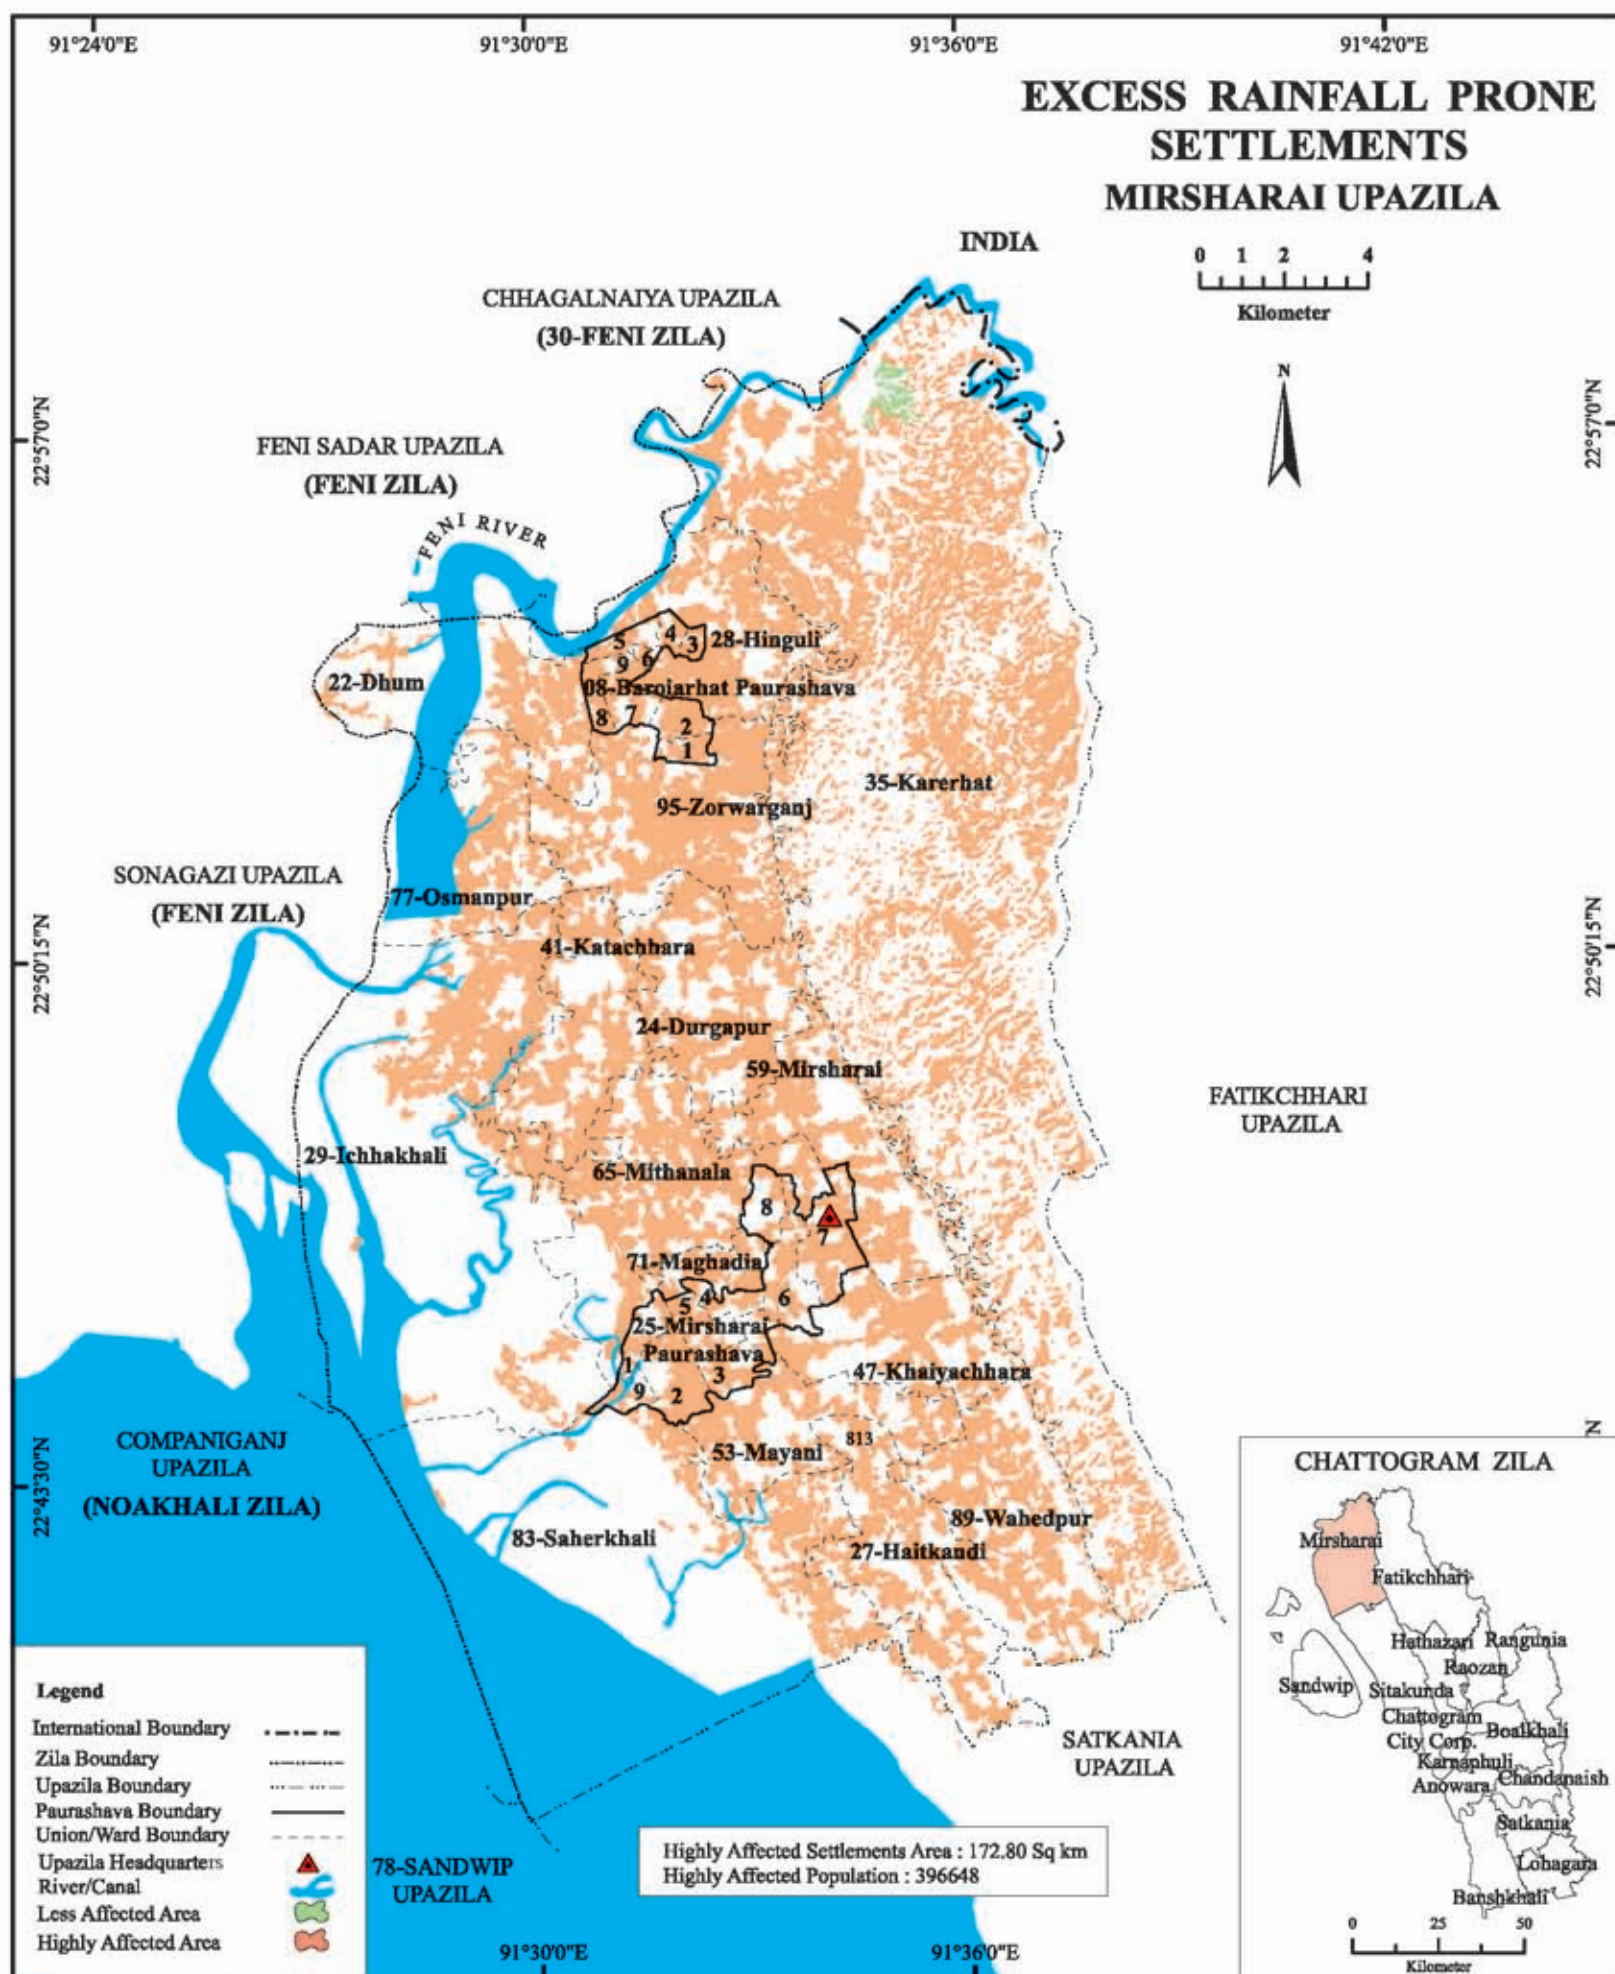 91°24'0"E
91°30'0"E
91°36'0"E
91°42'0"E
EXCESS RAINFALL PRONE
SETTLEMENTS
MIRSHARAI UPAZILA
INDIA
0 1 2 4
Kilometer
N
CHHAGALNAIYA UPAZILA
(30-FENI ZILA)
22°57'0"N
22°57'0"N
FENI SADAR UPAZILA
(FENI ZILA)
FENI RIVER
5
4
3
28-Hinguli
9
6
22-Dhum
08-Baroiarhat Paurashava
8
7
2
1
35-Karerhat
95-Zorwarganj
SONAGAZI UPAZILA
(FENI ZILA)
77-Osmanpur
22°50'15"N
22°50'15"N
41-Katachhara
24-Durgapur
59-Mirsharai
FATIKCHHARI
UPAZILA
29-Ichhakhali
65-Mithanala
8
7
71-Maghadia
5
4
6
25-Mirsharai
Paurashava
1
3
9
2
47-Khaiyachhara
COMPANIGANJ
UPAZILA
(NOAKHALI ZILA)
22°43'30"N
N
53-Mayani
813
83-Saherkhali
89-Wahedpur
27-Haitkandi
SATKANIA
UPAZILA
78-SANDWIP
UPAZILA
Highly Affected Settlements Area : 172.80 Sq km
Highly Affected Population : 396648
91°30'0"E
91°36'0"E
Legend
International Boundary
Zila Boundary
Upazila Boundary
Paurashava Boundary
Union/Ward Boundary
Upazila Headquarters
River/Canal
Less Affected Area
Highly Affected Area
CHATTOGRAM ZILA
Mirsharai
Fatikchhari
Hathazari
Rangunia
Raozan
Sandwip
Sitakunda
Chattogram
City Corp.
Boalkhali
Karnaphuli
Anowara
Chandanaish
Satkania
Lohagara
Banshkhali
0 25 50
Kilometer